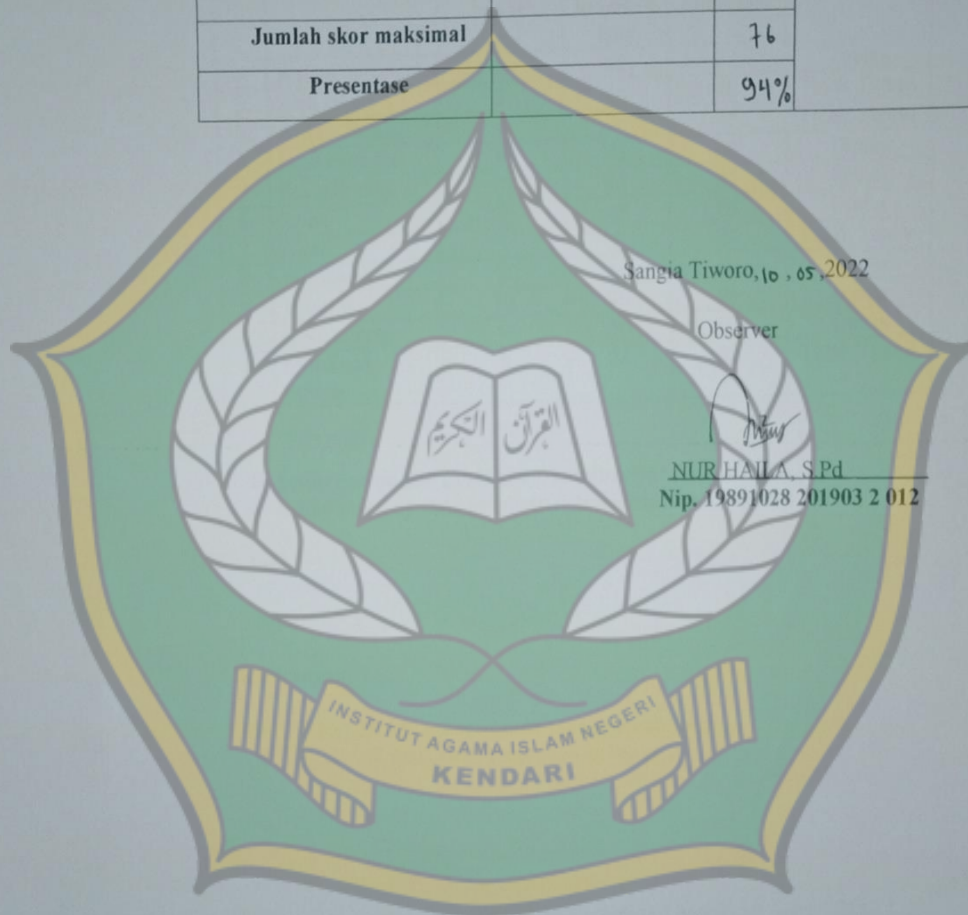 Jumlah skor maksimal 76
Presentase 94%
Sangia Tiworo, 10 . 05 ,2022
Observer
NUR HAILA, S.Pd
Nip. 19891028 201903 2 012
القرآن الكريم
INSTITUT AGAMA ISLAM NEGERI
KENDARI